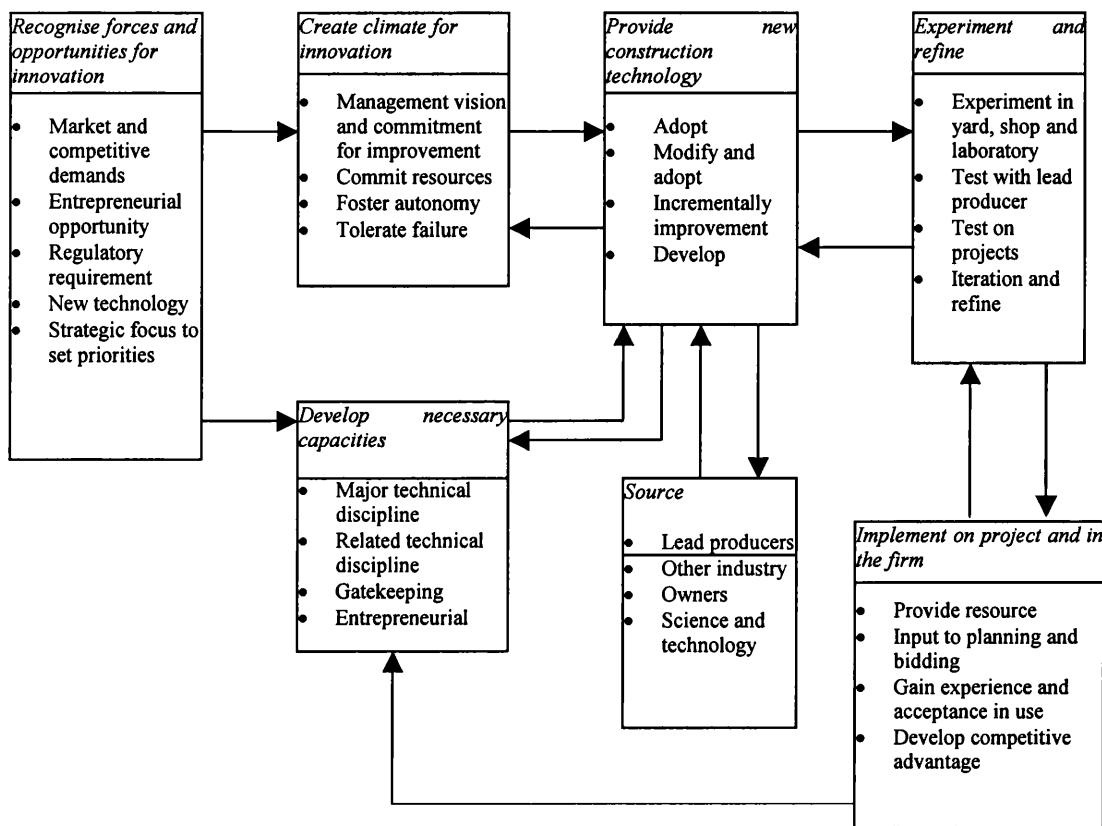 Recognise forces and
opportunities for
innovation
• Market and
competitive
demands
• Entrepreneurial
opportunity
• Regulatory
requirement
• New technology
• Strategic focus to
set priorities
Create climate for
innovation
• Management vision
and commitment
for improvement
• Commit resources
• Foster autonomy
• Tolerate failure
Provide new
construction
technology
• Adopt
• Modify and
adopt
• Incrementally
improvement
• Develop
Experiment and
refine
• Experiment in
yard, shop and
laboratory
• Test with lead
producer
• Test on
projects
• Iteration and
refine
Develop necessary
capacities
• Major technical
discipline
• Related technical
discipline
• Gatekeeping
• Entrepreneurial
Source
• Lead producers
• Other industry
• Owners
• Science and
technology
Implement on project and in
the firm
• Provide resource
• Input to planning and
bidding
• Gain experience and
acceptance in use
• Develop competitive
advantage